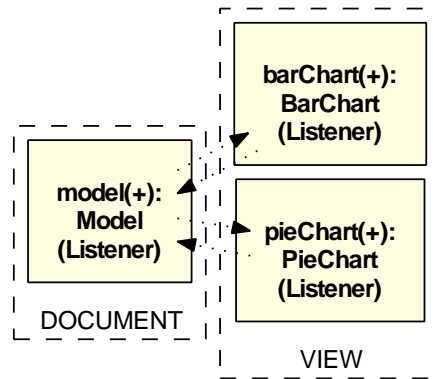 barChart(+):
BarChart
(Listener)
model(+):
Model
(Listener)
DOCUMENT
pieChart(+):
PieChart
(Listener)
VIEW